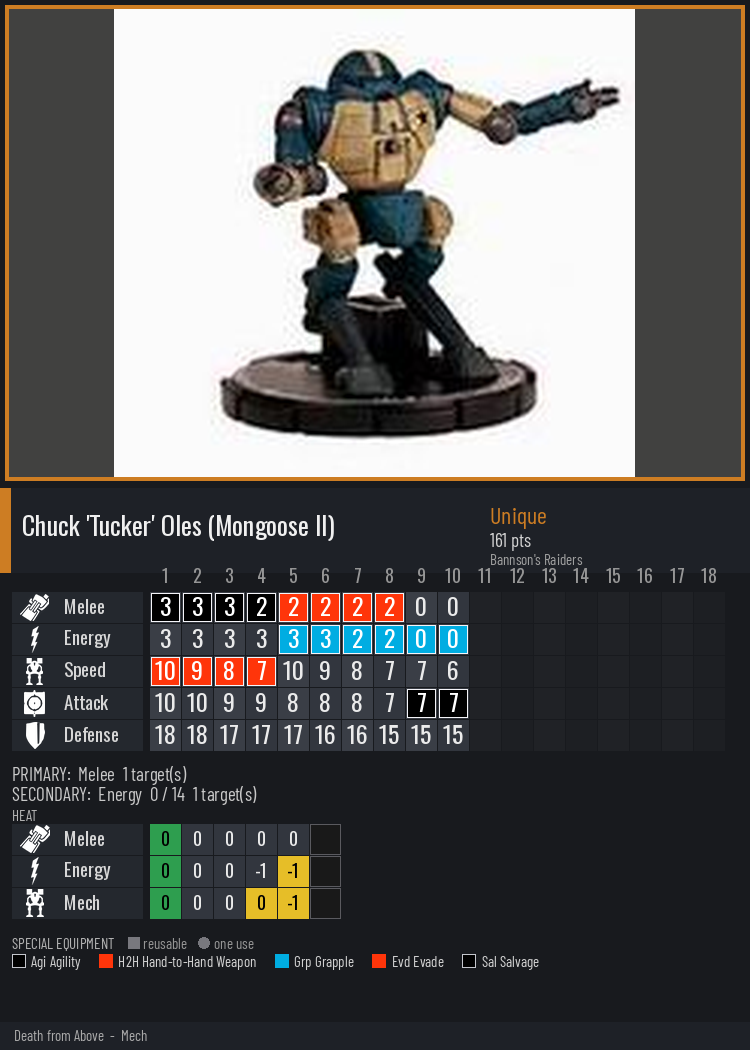 Chuck 'Tucker' Oles (Mongoose II)
Unique
161 pts
Bannson's Raiders
1 2 3 4 5 6 7 8 9 10 11 12 13 14 15 16 17 18
Melee 3 3 3 2 2 2 2 2 0 0
Energy 3 3 3 3 3 3 2 2 0 0
Speed 10 9 8 7 10 9 8 7 7 6
Attack 10 10 9 9 8 8 8 7 7 7
Defense 18 18 17 17 17 16 16 15 15 15
PRIMARY: Melee 1 target(s)
SECONDARY: Energy 0 / 14 1 target(s)
HEAT
Melee 0 0 0 0 0
Energy 0 0 0 -1 -1
Mech 0 0 0 0 -1
SPECIAL EQUIPMENT reusable one use
Agi Agility H2H Hand-to-Hand Weapon Grp Grapple Evd Evade Sal Salvage
Death from Above - Mech